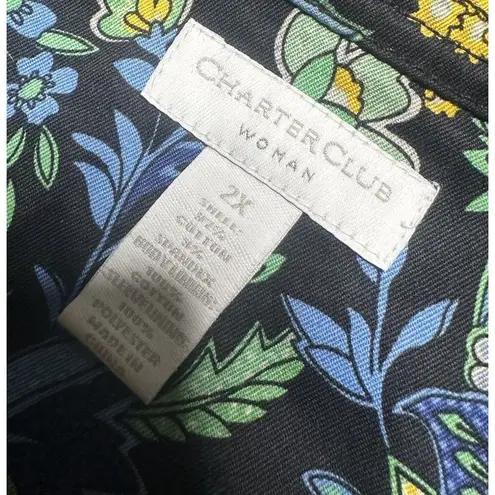 CHARTER CLUB
WOMAN
2X
SHELL:
97%
COTTON
3%
SPANDEX
BODY LINING:
100%
COTTON
SLEEVE LINING:
100%
POLYESTER
MADE IN
CHINA